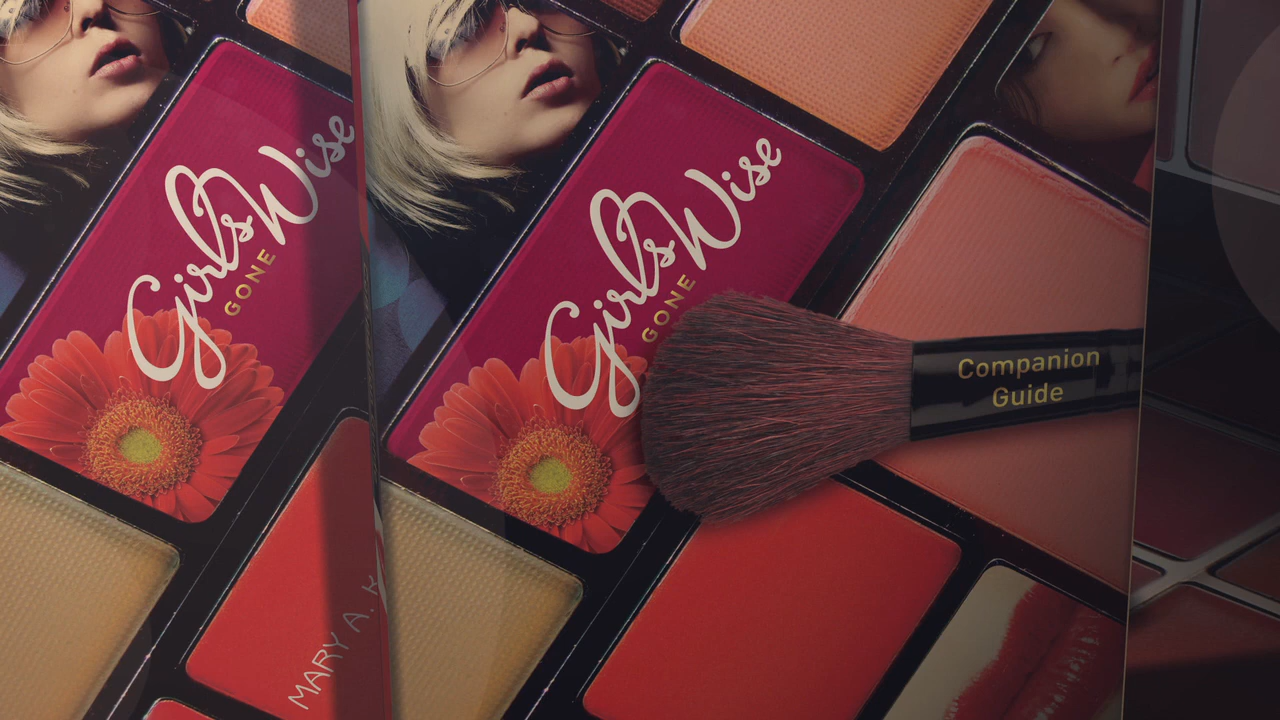 Girls
GONE
Wise
MARY A. K
Girls
GONE
Wise
Companion
Guide